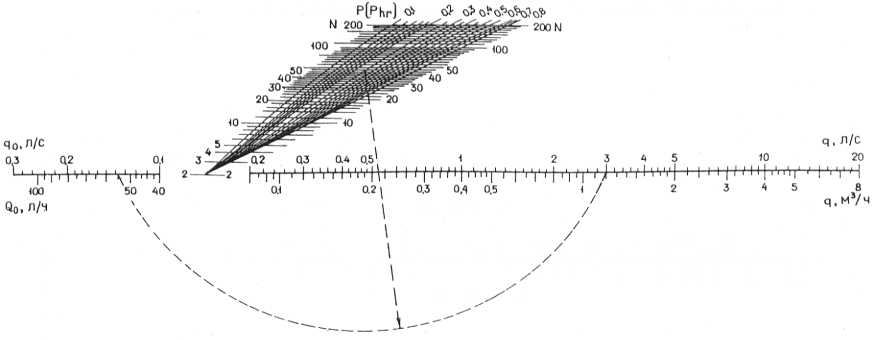 P(Phr) 0,1 0,2 0,3 0,4 0,5 0,6 0,7 0,8
N 200 200 N
100 100
50 50
40 40
30 30
20 20
10 10
q₀, л/с 5 q, л/с
4
0,3 0,2 0,1 3 0,2 0,3 0,4 0,5 1 2 3 4 5 10 20
2 2
100 50 40 0,1 0,2 0,3 0,4 0,5 1 2 3 4 5 8
Q₀, л/ч q, м³/ч